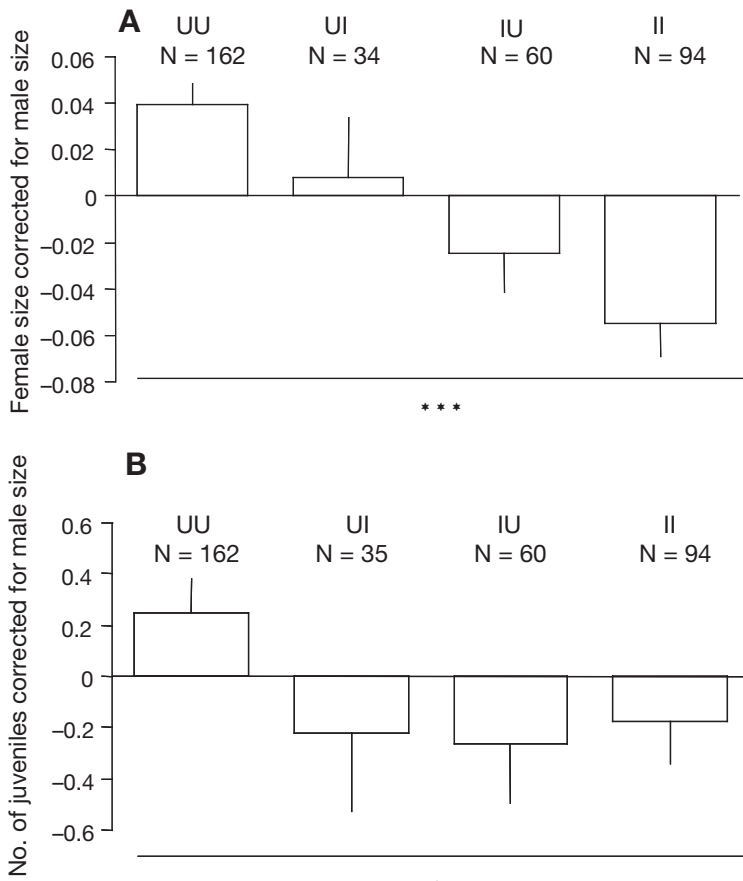 A
UU UI IU II
N = 162 N = 34 N = 60 N = 94
Female size corrected for male size
0.06
0.04
0.02
0
−0.02
−0.04
−0.06
−0.08
***
B
No. of juveniles corrected for male size
UU UI IU II
N = 162 N = 35 N = 60 N = 94
0.6
0.4
0.2
0
−0.2
−0.4
−0.6